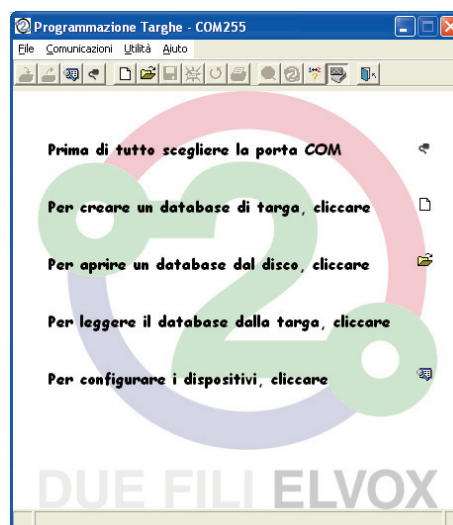 Programmazione Targhe - COM255
File Comunicazioni Utilità Aiuto
Prima di tutto scegliere la porta COM
Per creare un database di targa, cliccare
Per aprire un database dal disco, cliccare
Per leggere il database dalla targa, cliccare
Per configurare i dispositivi, cliccare
DUE FILI ELVOX